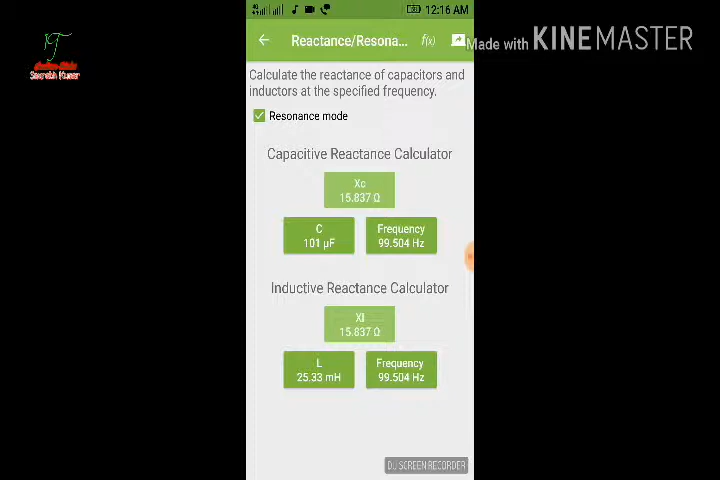 12:16 AM
Reactance/Resona... f(x)
Made with KINEMASTER
Calculate the reactance of capacitors and
inductors at the specified frequency.
Resonance mode
Capacitive Reactance Calculator
Xc
15.837 Ω
C
101 µF
Frequency
99.504 Hz
Inductive Reactance Calculator
Xl
15.837 Ω
L
25.33 mH
Frequency
99.504 Hz
DU SCREEN RECORDER